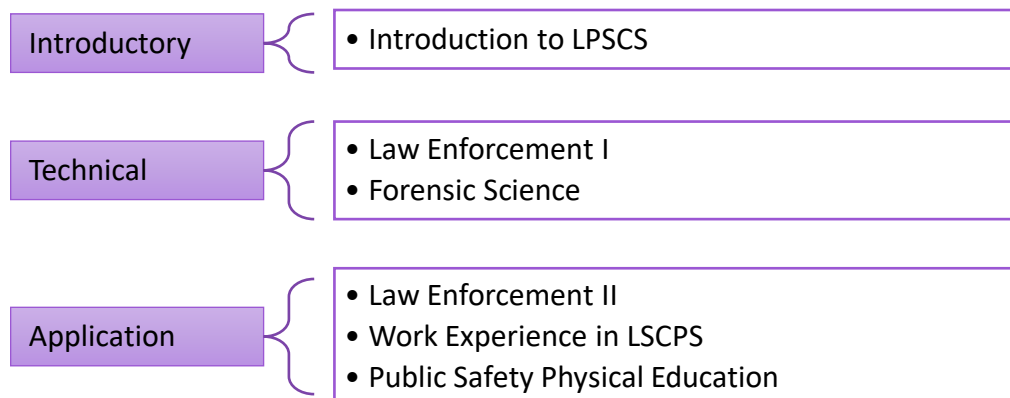 Introductory
• Introduction to LPSCS
Technical
• Law Enforcement I
• Forensic Science
Application
• Law Enforcement II
• Work Experience in LSCPS
• Public Safety Physical Education